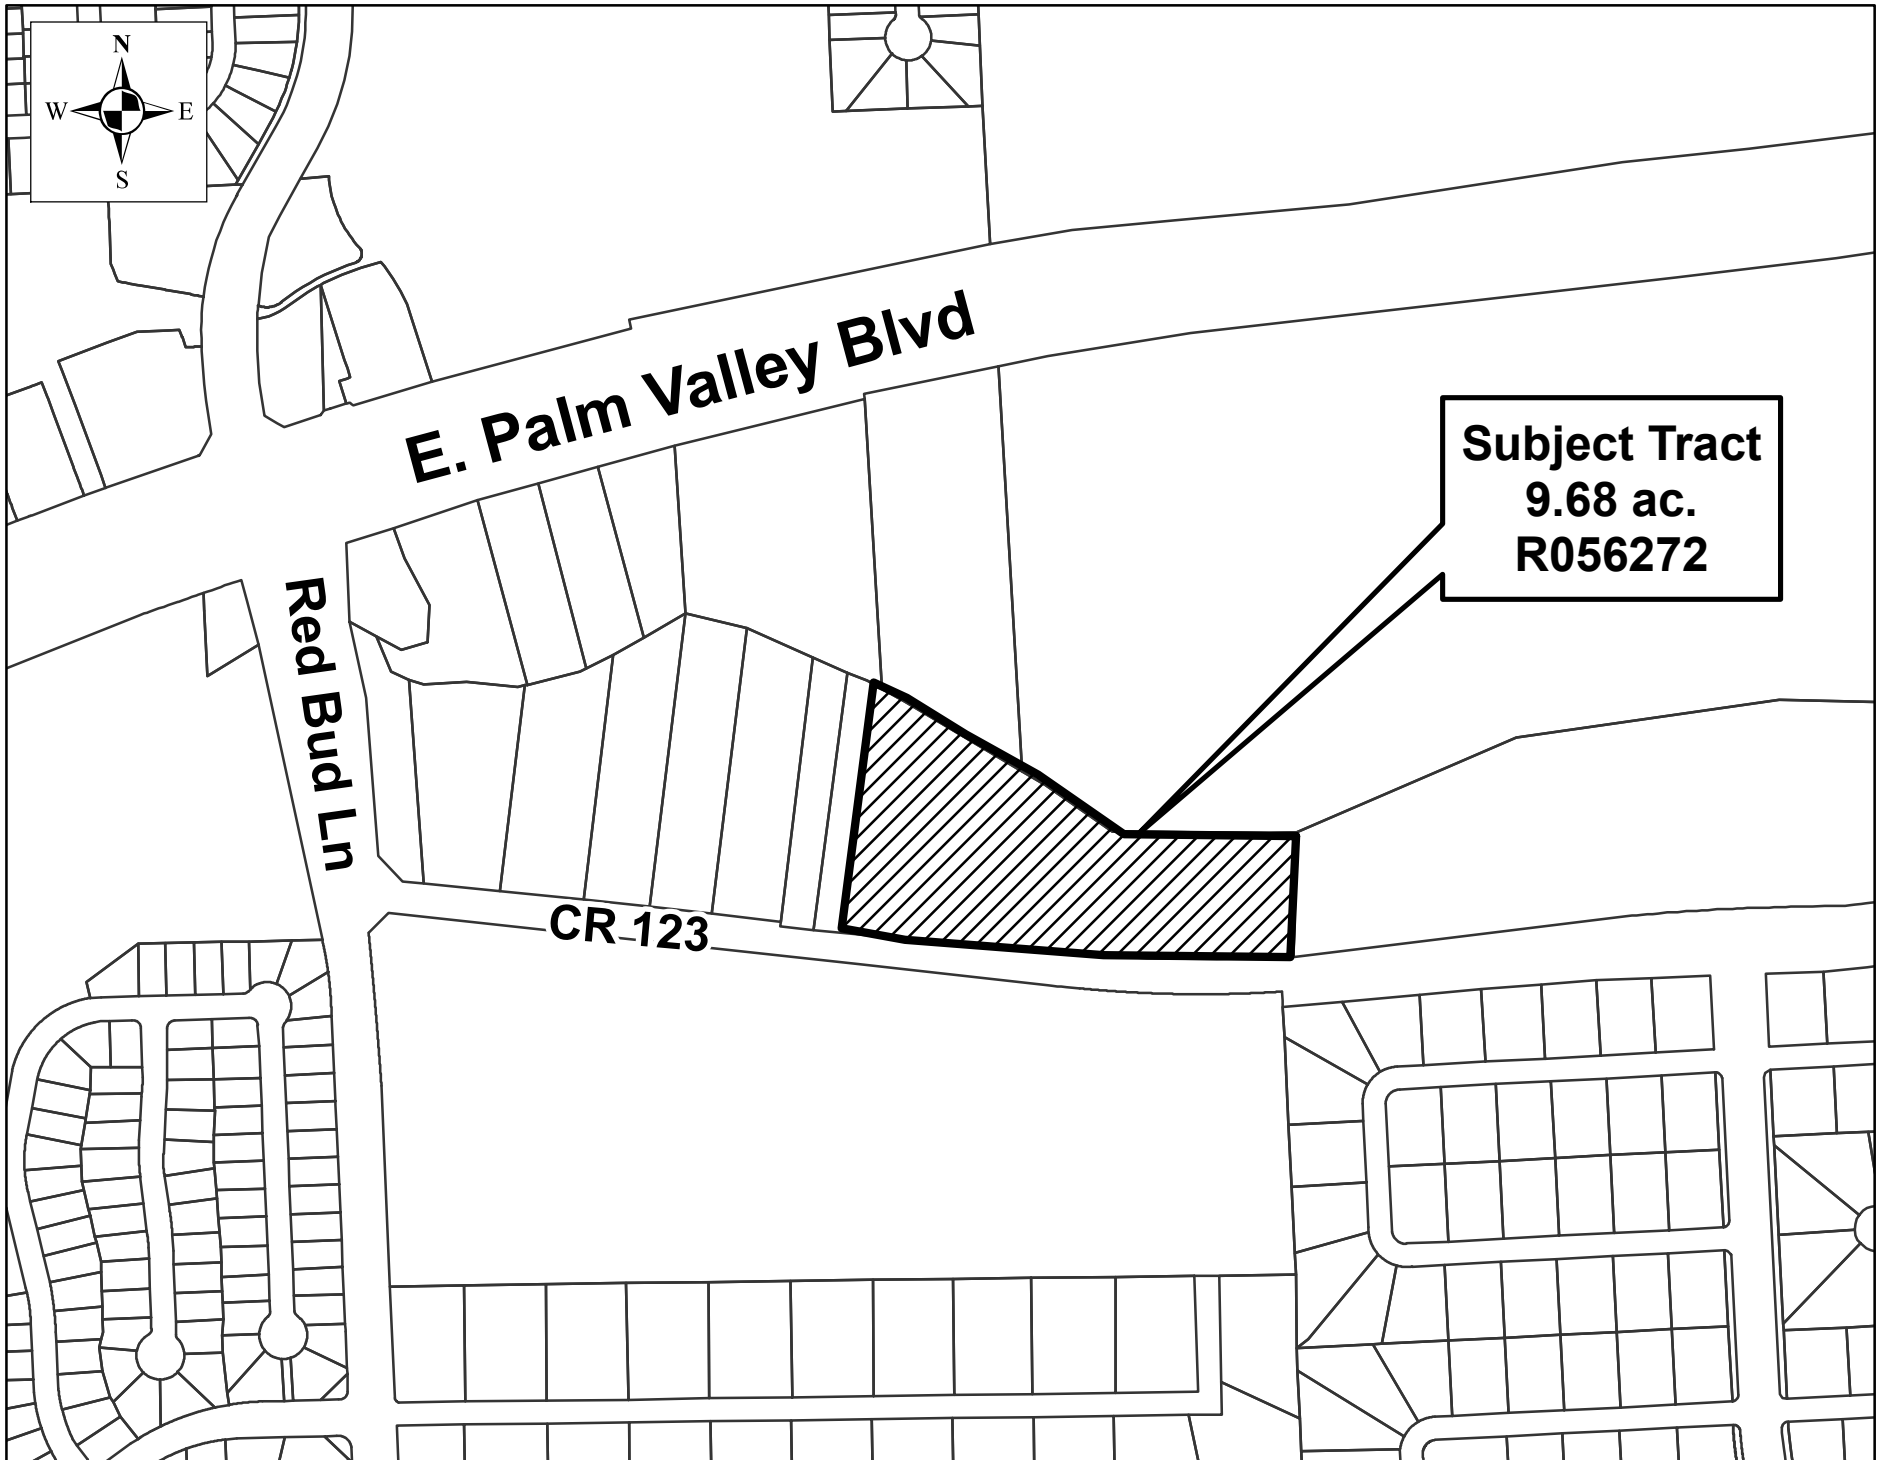 N
W E
S
E. Palm Valley Blvd
Subject Tract
9.68 ac.
R056272
Red Bud Ln
CR 123